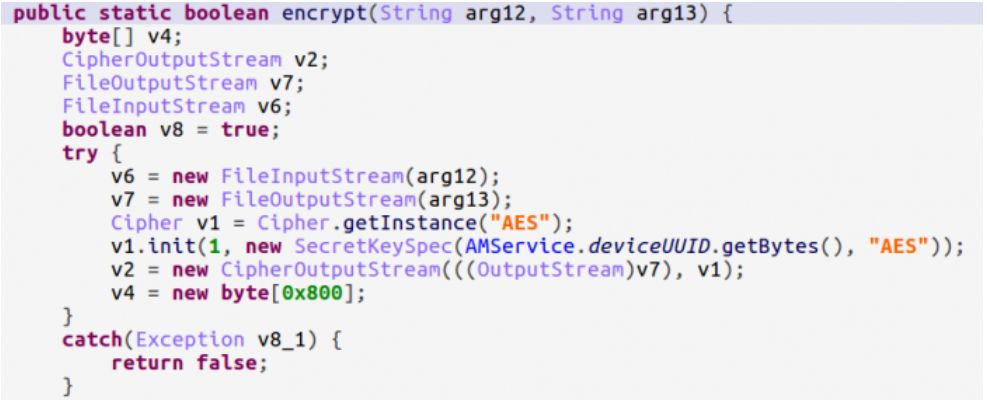 public static boolean encrypt(String arg12, String arg13) {
    byte[] v4;
    CipherOutputStream v2;
    FileOutputStream v7;
    FileInputStream v6;
    boolean v8 = true;
    try {
        v6 = new FileInputStream(arg12);
        v7 = new FileOutputStream(arg13);
        Cipher v1 = Cipher.getInstance("AES");
        v1.init(1, new SecretKeySpec(AMService.deviceUUID.getBytes(), "AES"));
        v2 = new CipherOutputStream(((OutputStream)v7), v1);
        v4 = new byte[0x800];
    }
    catch(Exception v8_1) {
        return false;
    }